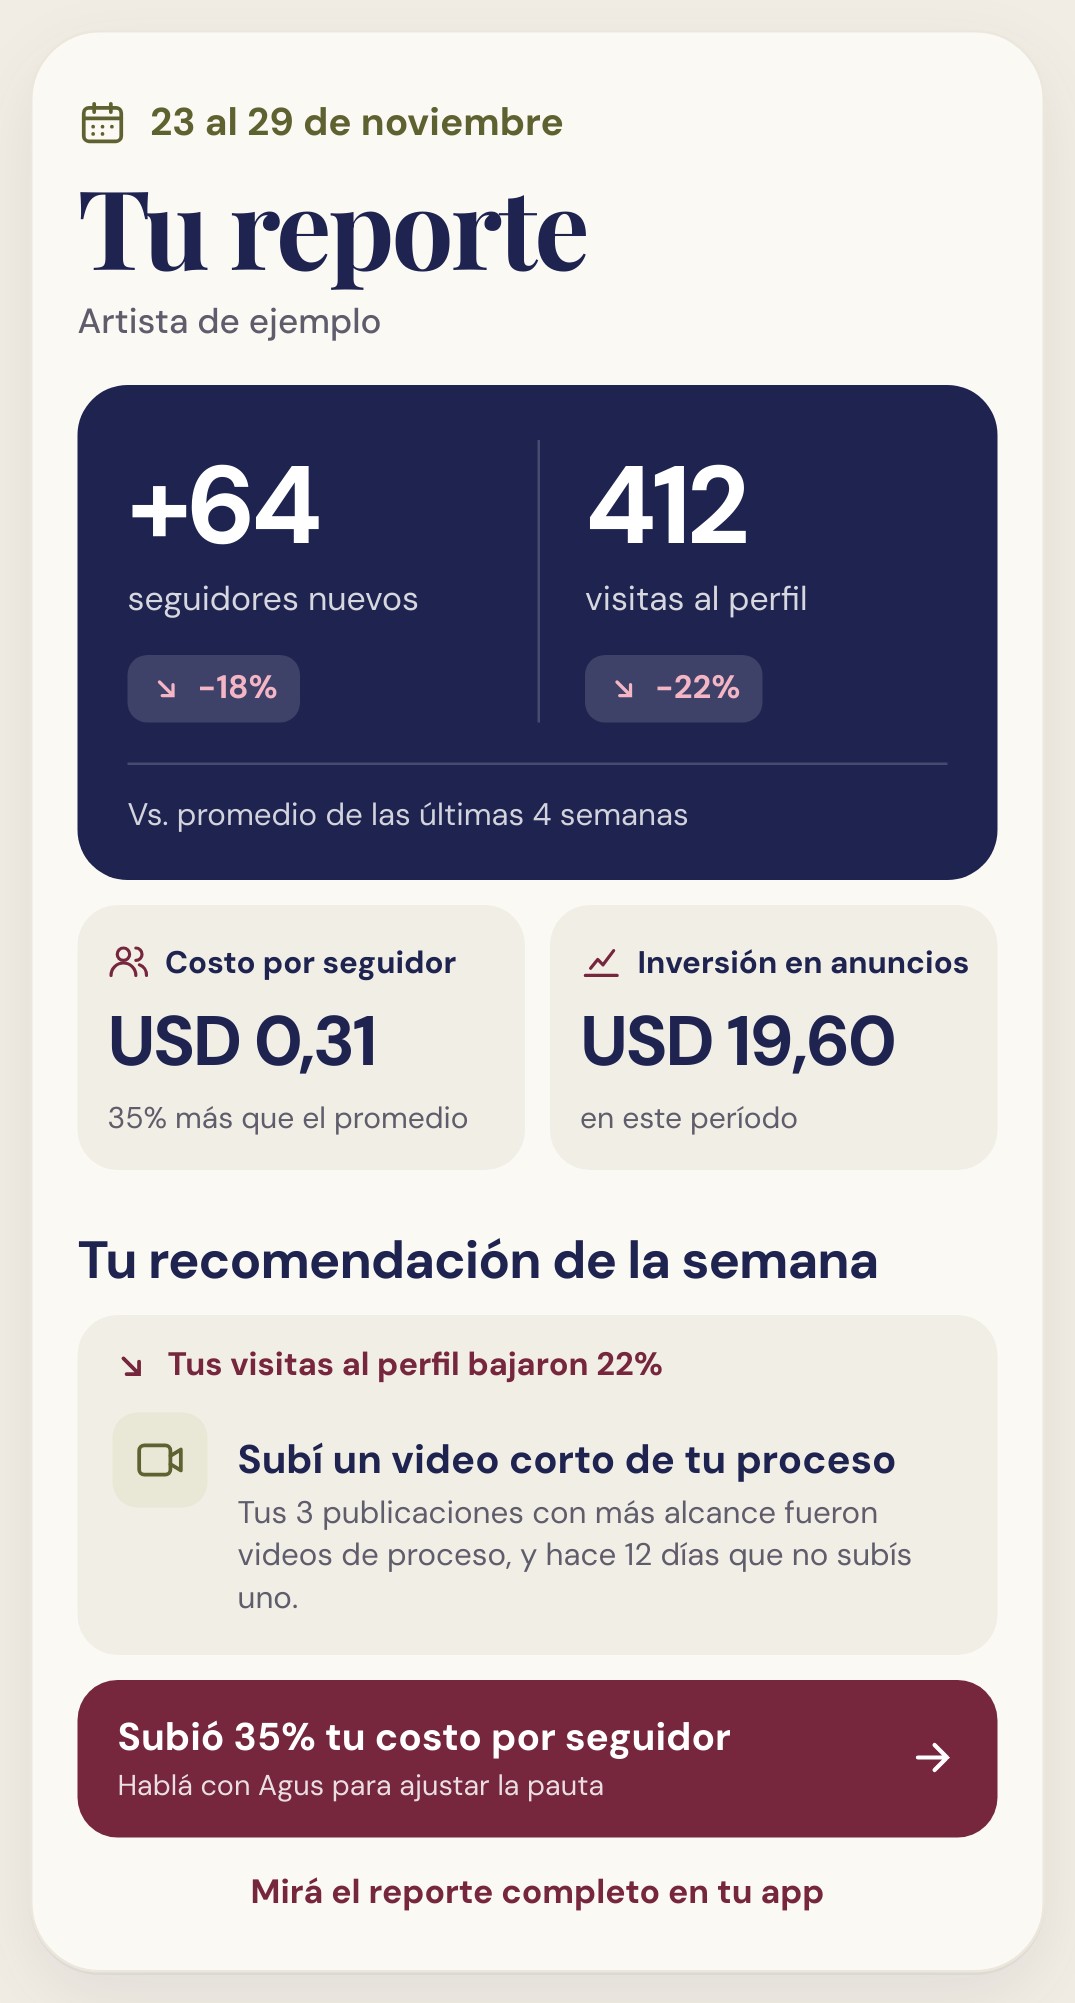 23 al 29 de noviembre
Tu reporte
Artista de ejemplo
+64
seguidores nuevos
-18%
412
visitas al perfil
-22%
Vs. promedio de las últimas 4 semanas
Costo por seguidor
USD 0,31
35% más que el promedio
Inversión en anuncios
USD 19,60
en este período
Tu recomendación de la semana
Tus visitas al perfil bajaron 22%
Subí un video corto de tu proceso
Tus 3 publicaciones con más alcance fueron
videos de proceso, y hace 12 días que no subís
uno.
Subió 35% tu costo por seguidor
Hablá con Agus para ajustar la pauta
Mirá el reporte completo en tu app